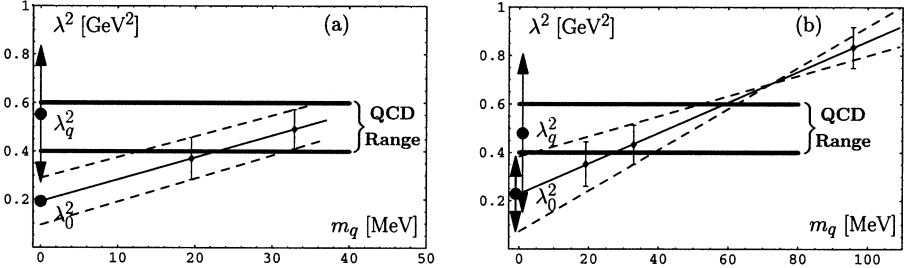 λ² [GeV²]
(a)
1
0.8
0.6
0.4
0.2
λ²_q
λ²_0
QCD
Range
m_q [MeV]
0 10 20 30 40 50
λ² [GeV²]
(b)
1
0.8
0.6
0.4
0.2
λ²_q
λ²_0
QCD
Range
m_q [MeV]
0 20 40 60 80 100